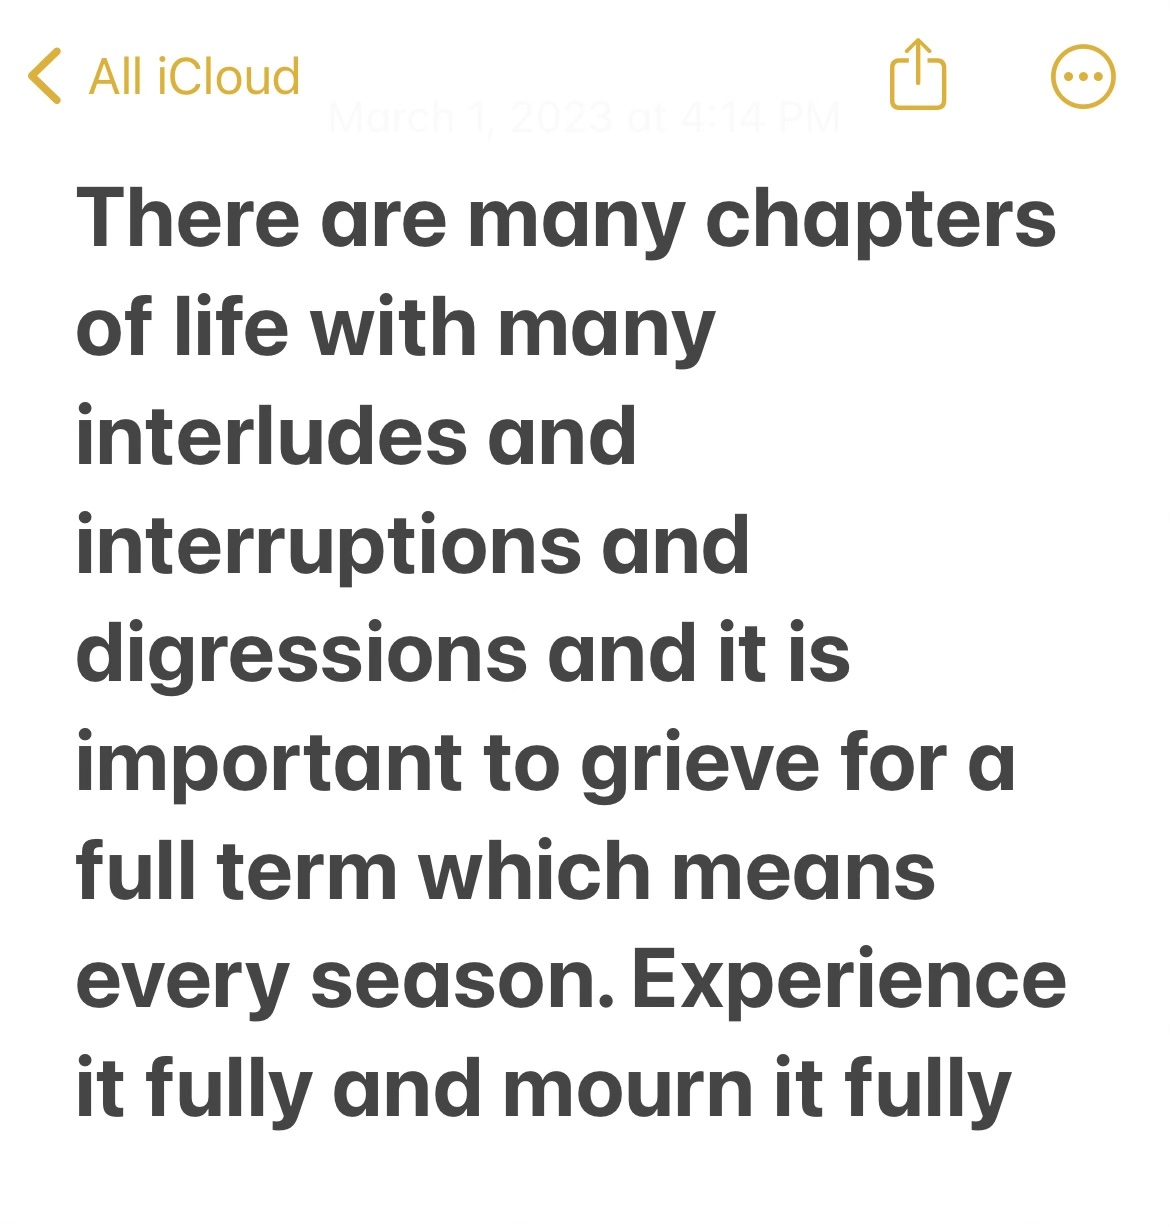 All iCloud
March 1, 2023 at 4:14 PM
There are many chapters
of life with many
interludes and
interruptions and
digressions and it is
important to grieve for a
full term which means
every season. Experience
it fully and mourn it fully